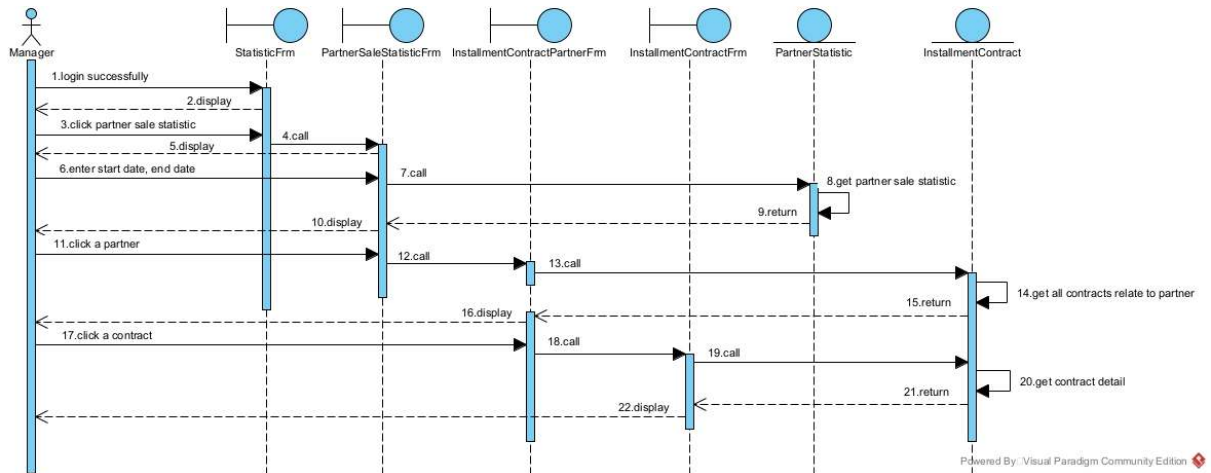 Manager
StatisticFrm
PartnerSaleStatisticFrm
InstallmentContractPartnerFrm
InstallmentContractFrm
PartnerStatistic
InstallmentContract
1.login successfully
2.display
3.click partner sale statistic
4.call
5.display
6.enter start date, end date
7.call
8.get partner sale statistic
9.return
10.display
11.click a partner
12.call
13.call
14.get all contracts relate to partner
15.return
16.display
17.click a contract
18.call
19.call
20.get contract detail
21.return
22.display
Powered By Visual Paradigm Community Edition